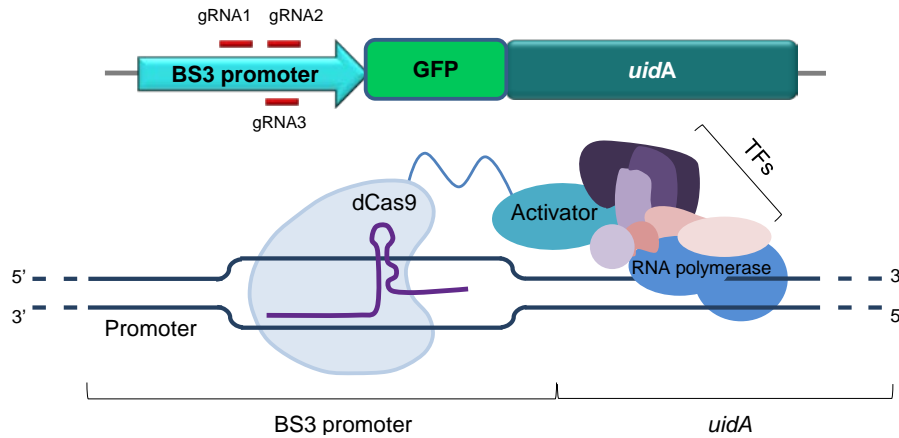 gRNA1 gRNA2
BS3 promoter GFP uidA
gRNA3
TFs
dCas9
Activator
RNA polymerase
5’ 3’
3’ 5’
Promoter
BS3 promoter uidA